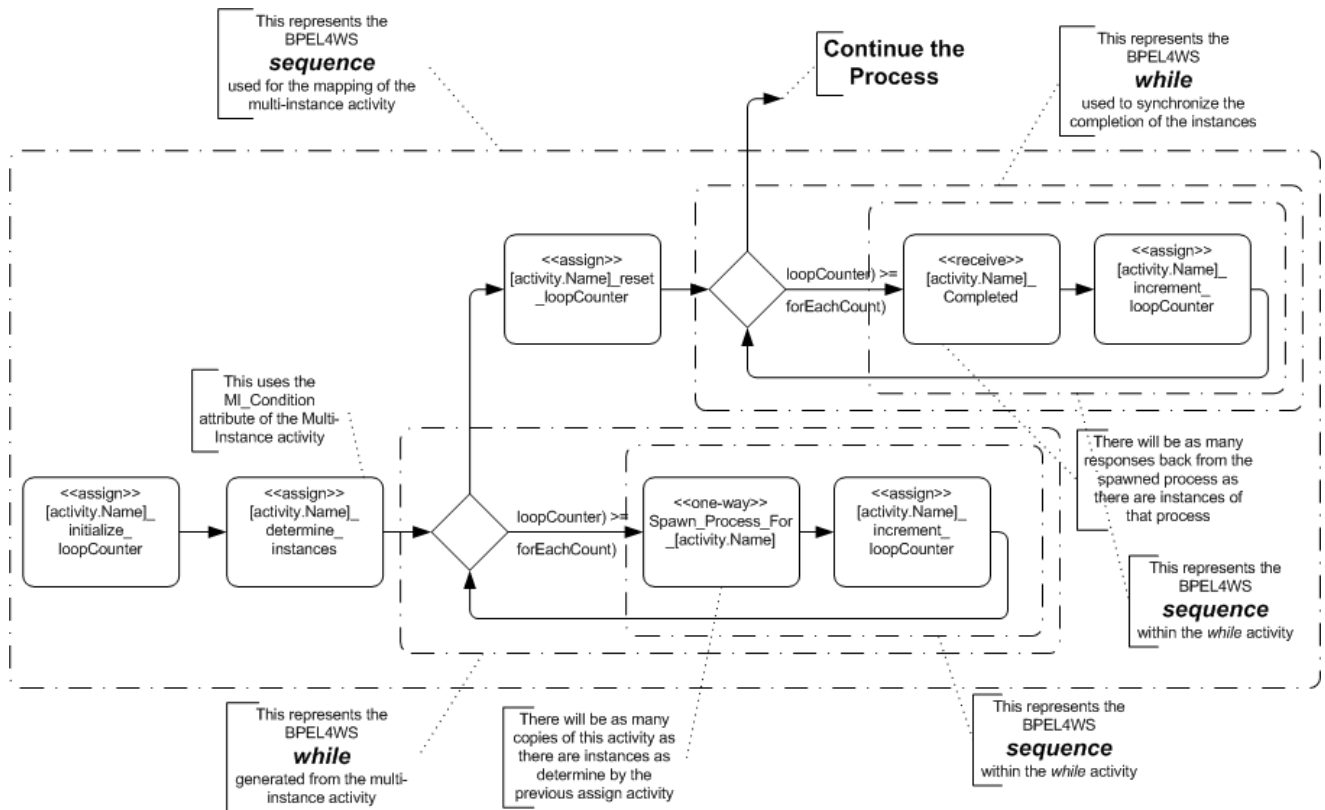 This represents the
BPEL4WS
sequence
used for the mapping of the
multi-instance activity
Continue the
Process
This represents the
BPEL4WS
while
used to synchronize the
completion of the instances
<<assign>>
[activity.Name]_reset
_loopCounter
loopCounter) >=
forEachCount)
<<receive>>
[activity.Name]_
Completed
<<assign>>
[activity.Name]_
increment_
loopCounter
This uses the
MI_Condition
attribute of the Multi-
Instance activity
There will be as many
responses back from the
spawned process as
there are instances of
that process
<<assign>>
[activity.Name]_
initialize_
loopCounter
<<assign>>
[activity.Name]_
determine_
instances
loopCounter) >=
forEachCount)
<<one-way>>
Spawn_Process_For
_[activity.Name]
<<assign>>
[activity.Name]_
increment_
loopCounter
This represents the
BPEL4WS
sequence
within the while activity
This represents the
BPEL4WS
while
generated from the multi-
instance activity
There will be as many
copies of this activity as
there are instances as
determine by the
previous assign activity
This represents the
BPEL4WS
sequence
within the while activity